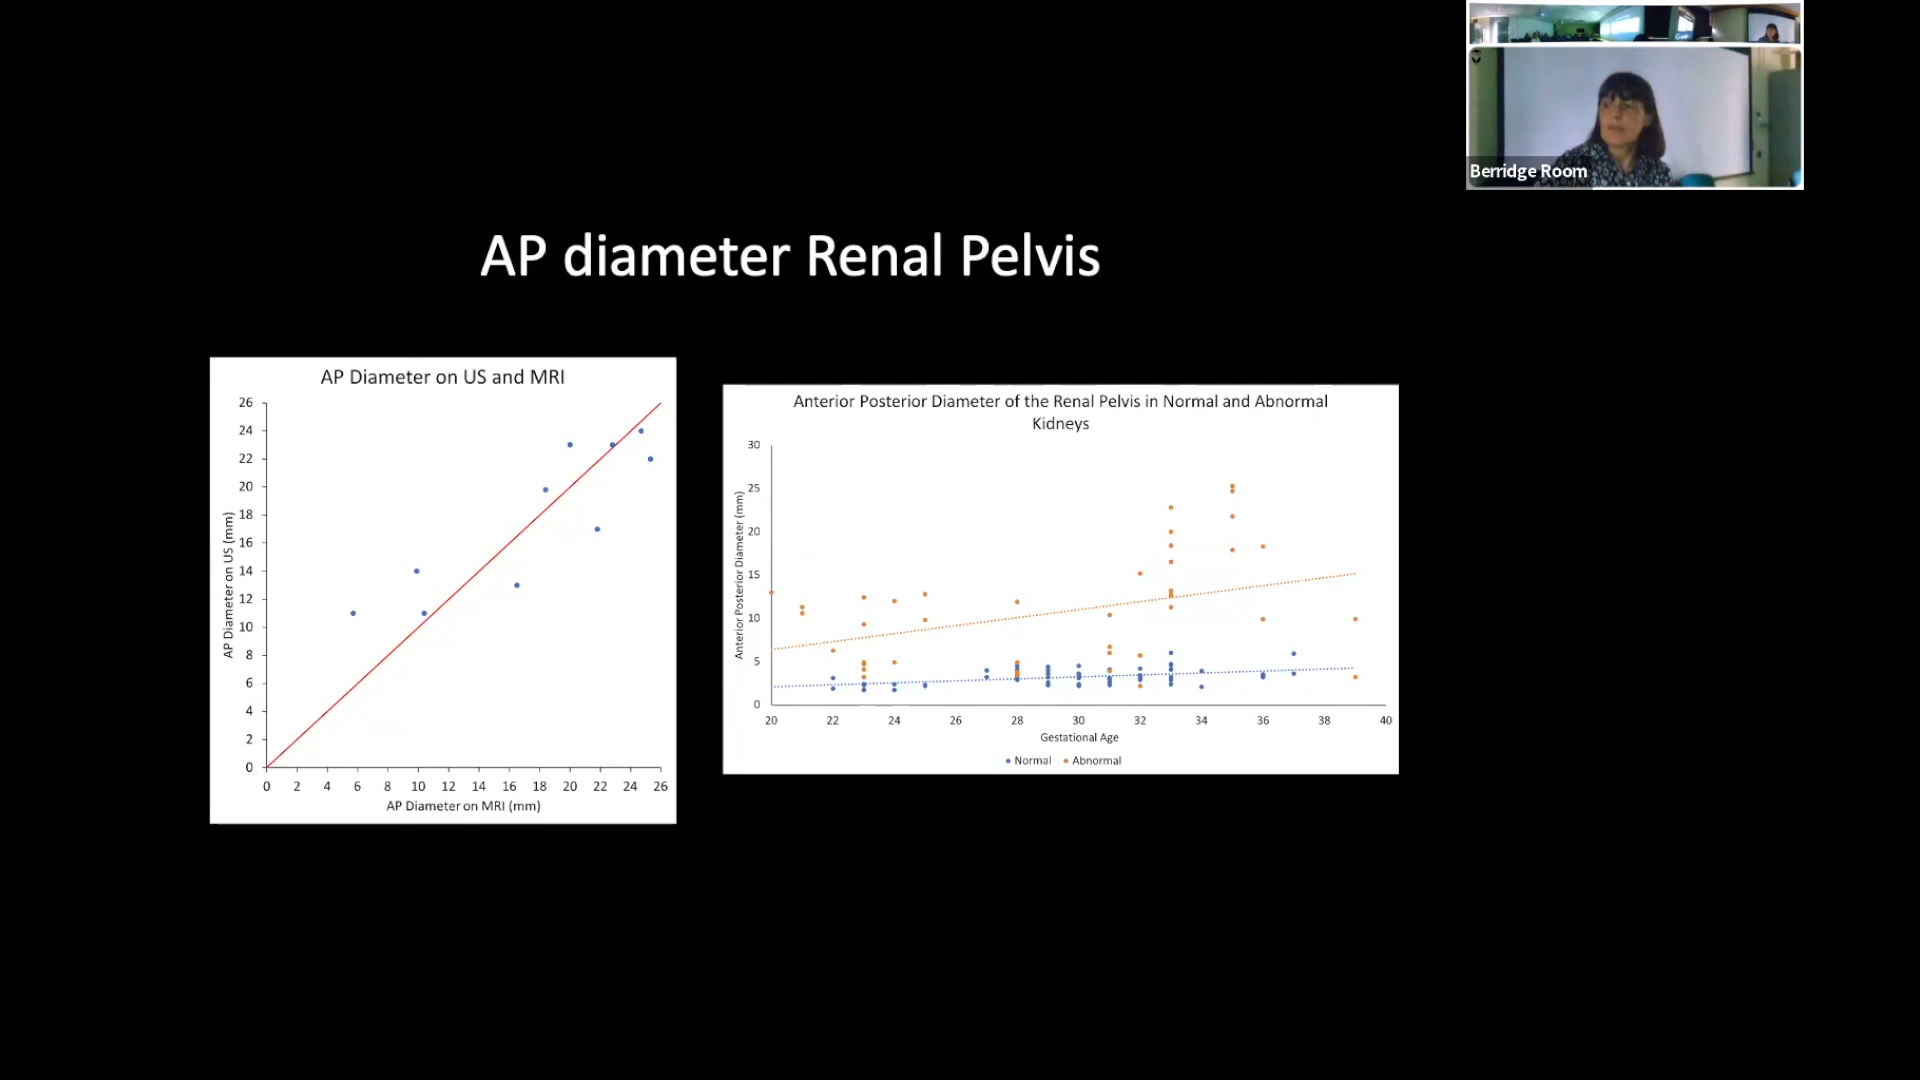 Berridge Room
AP diameter Renal Pelvis
AP Diameter on US and MRI
AP Diameter on US (mm)
26
24
22
20
18
16
14
12
10
8
6
4
2
0
0 2 4 6 8 10 12 14 16 18 20 22 24 26
AP Diameter on MRI (mm)
Anterior Posterior Diameter of the Renal Pelvis in Normal and Abnormal
Kidneys
Anterior Posterior Diameter (mm)
30
25
20
15
10
5
0
20 22 24 26 28 30 32 34 36 38 40
Gestational Age
Normal Abnormal